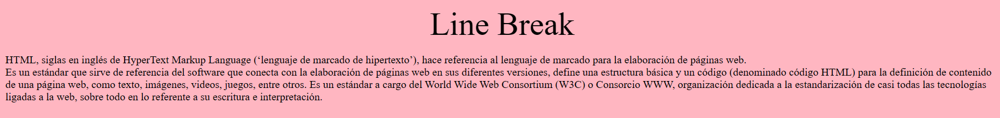 Line Break
HTML, siglas en inglés de HyperText Markup Language (‘lenguaje de marcado de hipertexto’), hace referencia al lenguaje de marcado para la elaboración de páginas web.
Es un estándar que sirve de referencia del software que conecta con la elaboración de páginas web en sus diferentes versiones, define una estructura básica y un código (denominado código HTML) para la definición de contenido
de una página web, como texto, imágenes, videos, juegos, entre otros. Es un estándar a cargo del World Wide Web Consortium (W3C) o Consorcio WWW, organización dedicada a la estandarización de casi todas las tecnologías
ligadas a la web, sobre todo en lo referente a su escritura e interpretación.